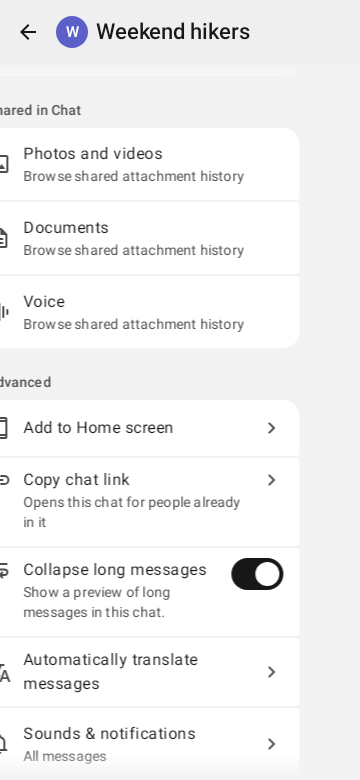 W Weekend hikers
hared in Chat
Photos and videos
Browse shared attachment history
Documents
Browse shared attachment history
Voice
Browse shared attachment history
dvanced
Add to Home screen
Copy chat link
Opens this chat for people already
in it
Collapse long messages
Show a preview of long
messages in this chat.
Automatically translate
messages
Sounds & notifications
All messages